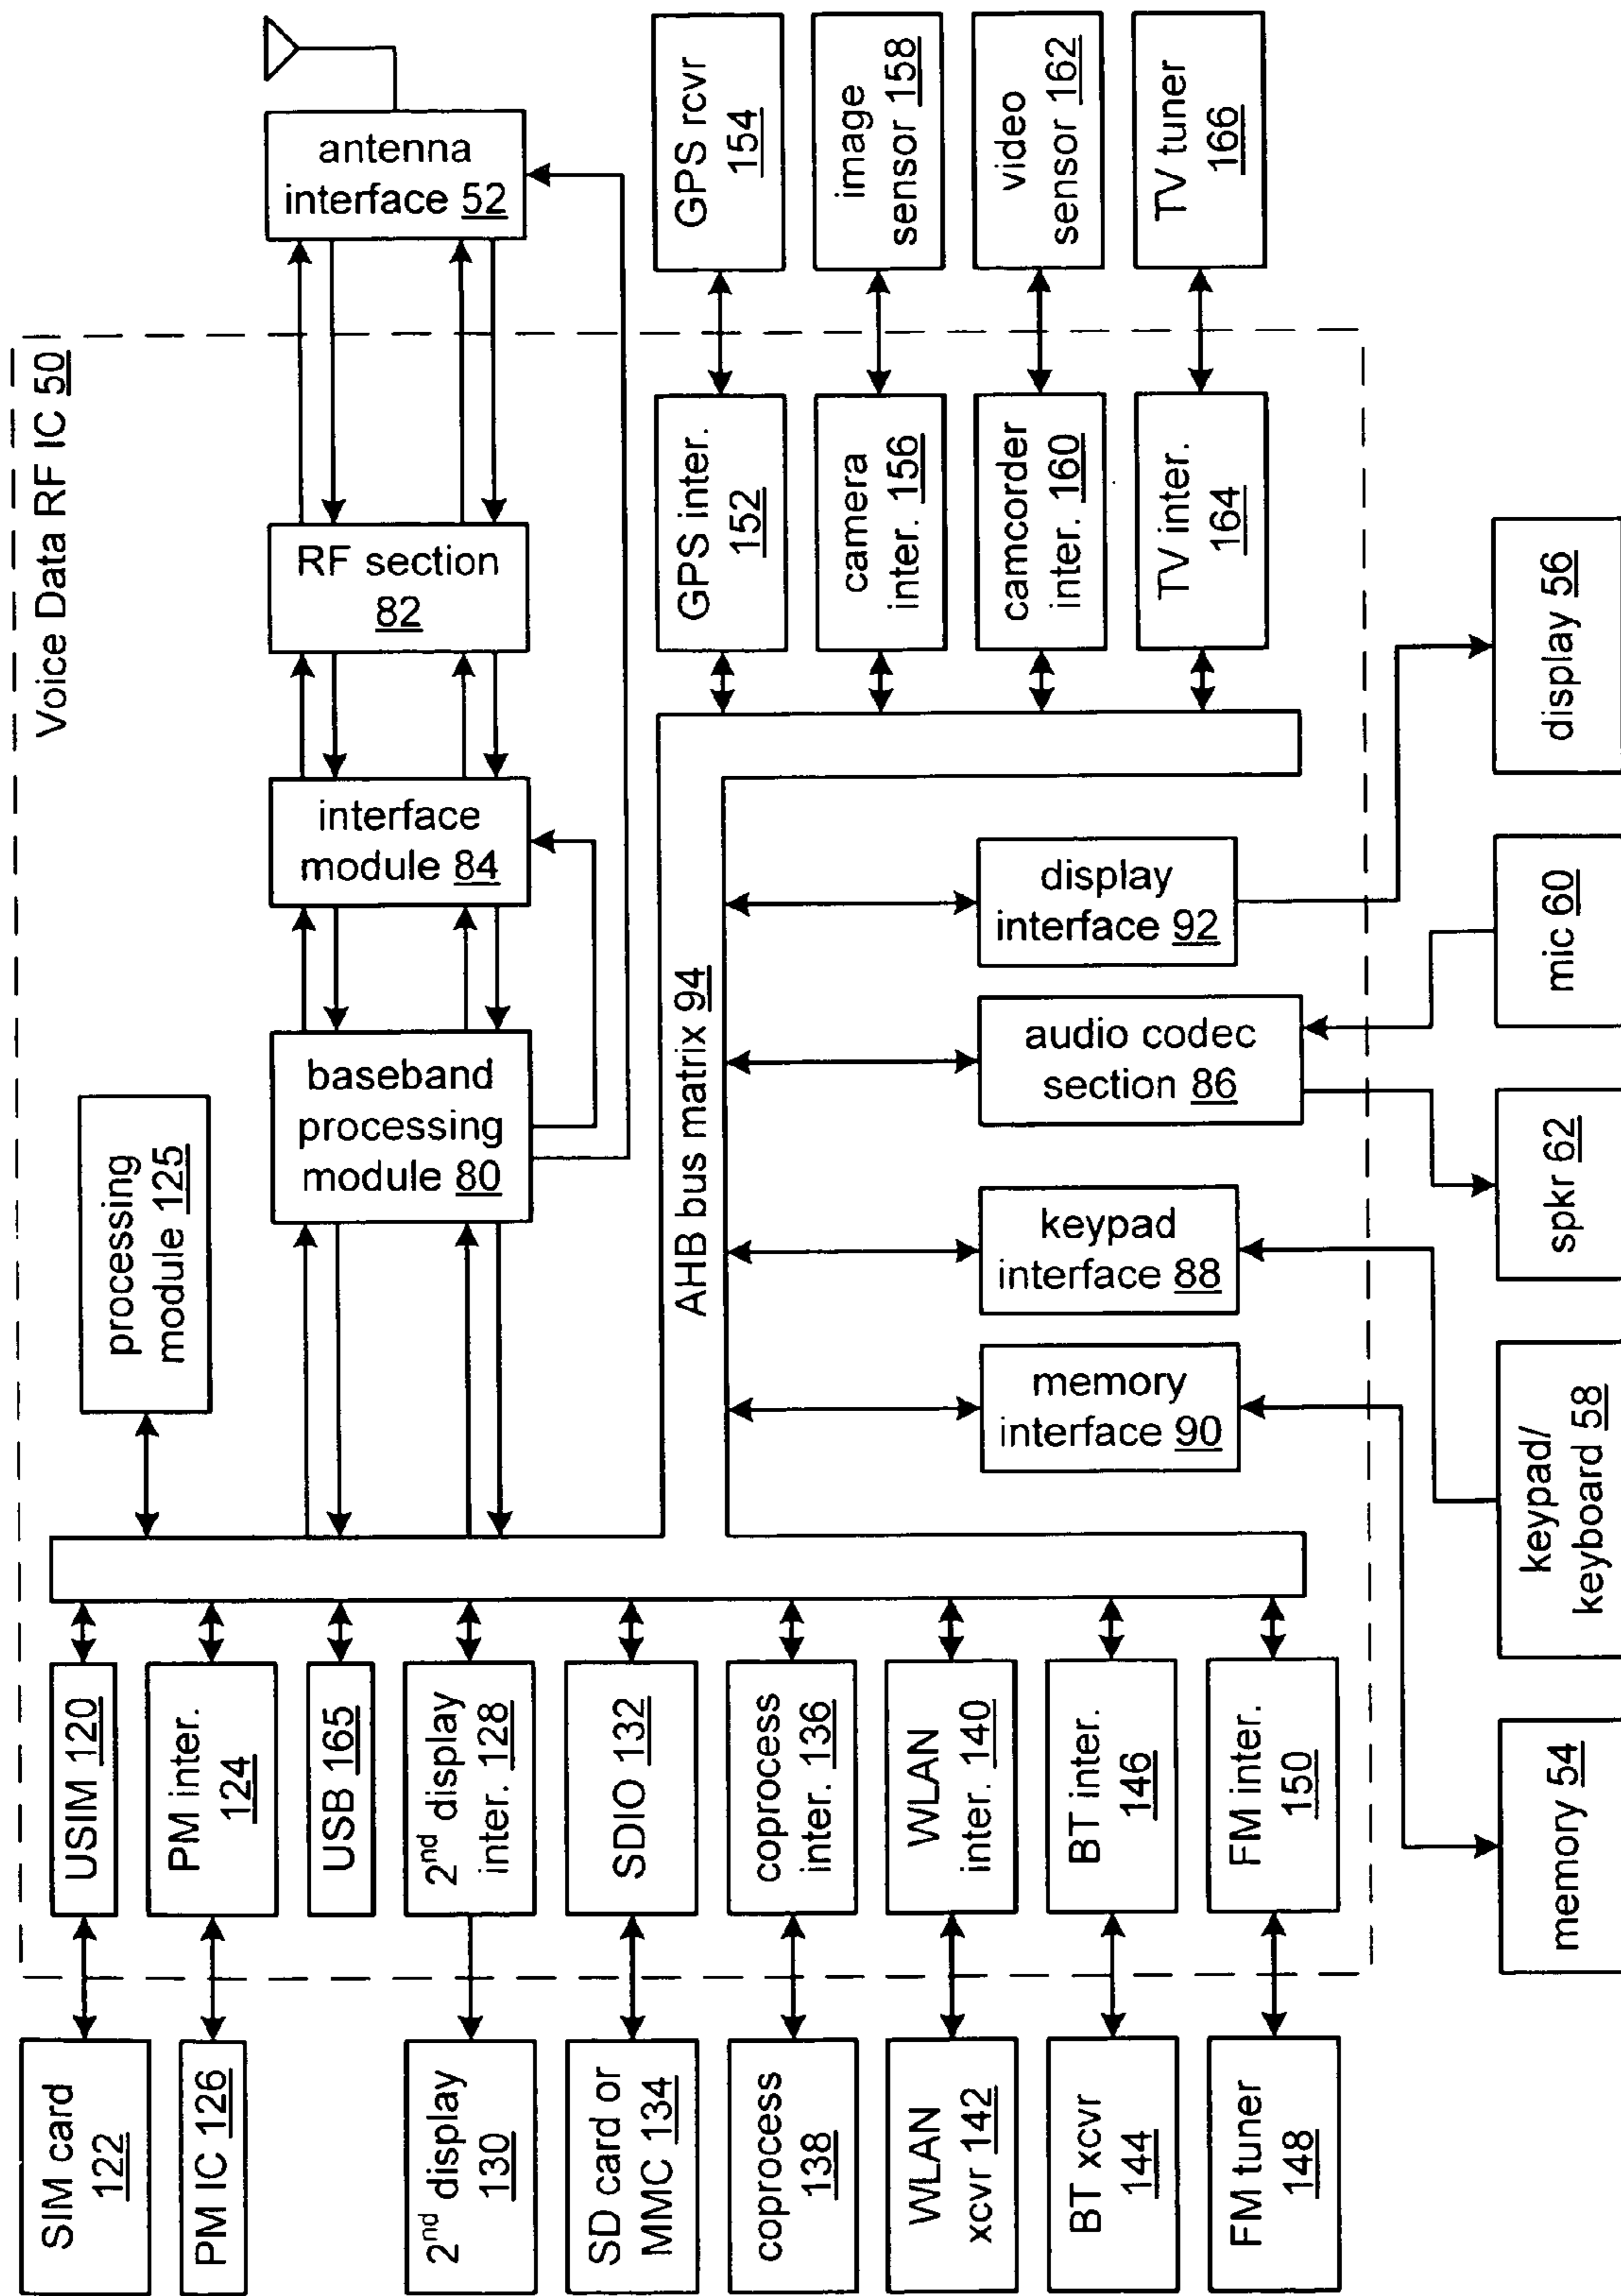 Voice Data RF IC 50
SIM card
122
USIM 120
PM IC 126
PM inter.
124
processing
module 125
USB 165
2nd display
130
2nd display
inter. 128
baseband
processing
module 80
interface
module 84
RF section
82
antenna
interface 52
SD card or
MMC 134
SDIO 132
coprocess
138
coprocess
inter. 136
AHB bus matrix 94
GPS inter.
152
GPS rcvr
154
WLAN
xcvr 142
WLAN
inter. 140
camera
inter. 156
image
sensor 158
BT xcvr
144
BT inter.
146
memory
interface 90
keypad
interface 88
audio codec
section 86
display
interface 92
camcorder
inter. 160
video
sensor 162
FM tuner
148
FM inter.
150
TV inter.
164
TV tuner
166
memory 54
keypad/
keyboard 58
spkr 62
mic 60
display 56